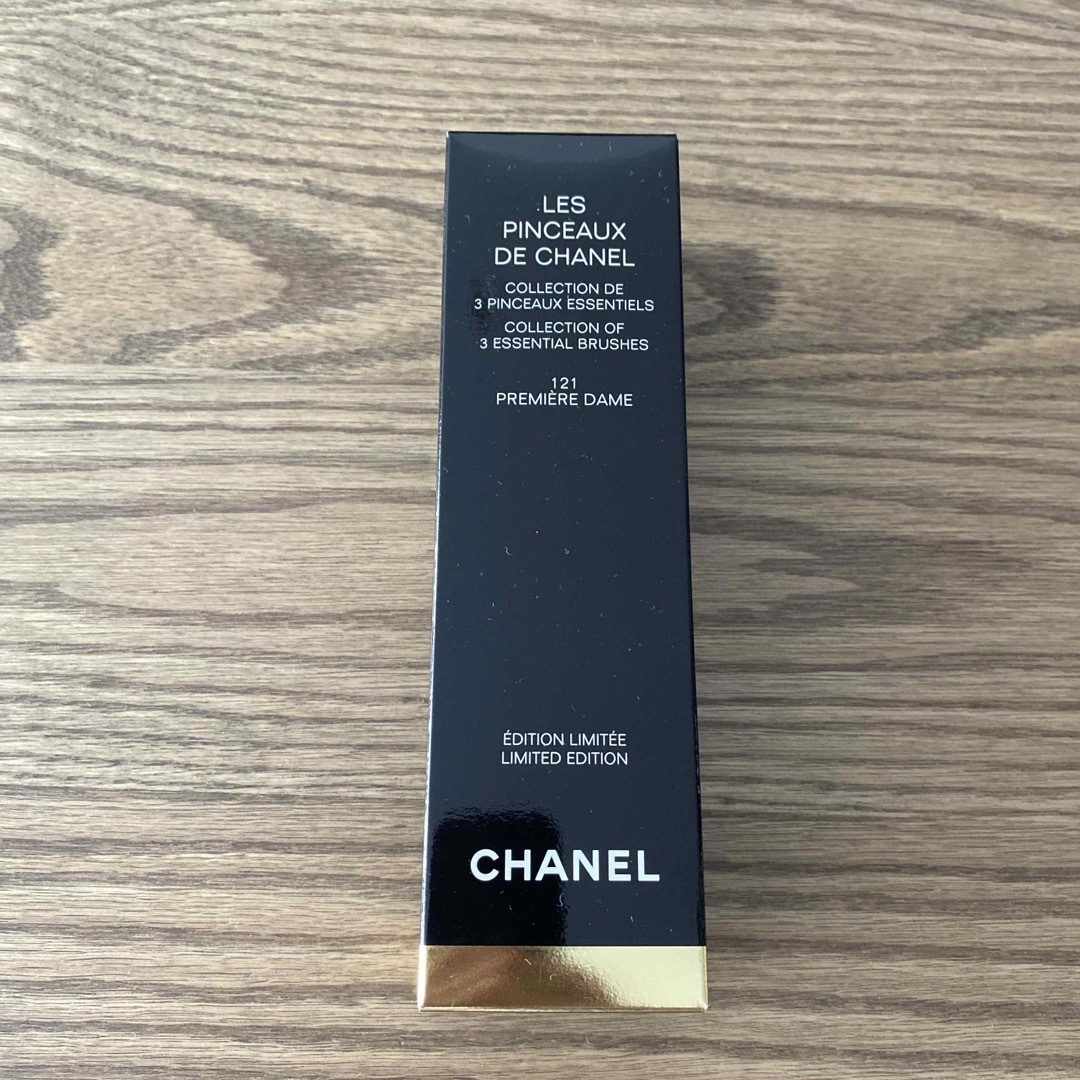 LES
PINCEAUX
DE CHANEL
COLLECTION DE
3 PINCEAUX ESSENTIELS
COLLECTION OF
3 ESSENTIAL BRUSHES
121
PREMIÈRE DAME
ÉDITION LIMITÉE
LIMITED EDITION
CHANEL